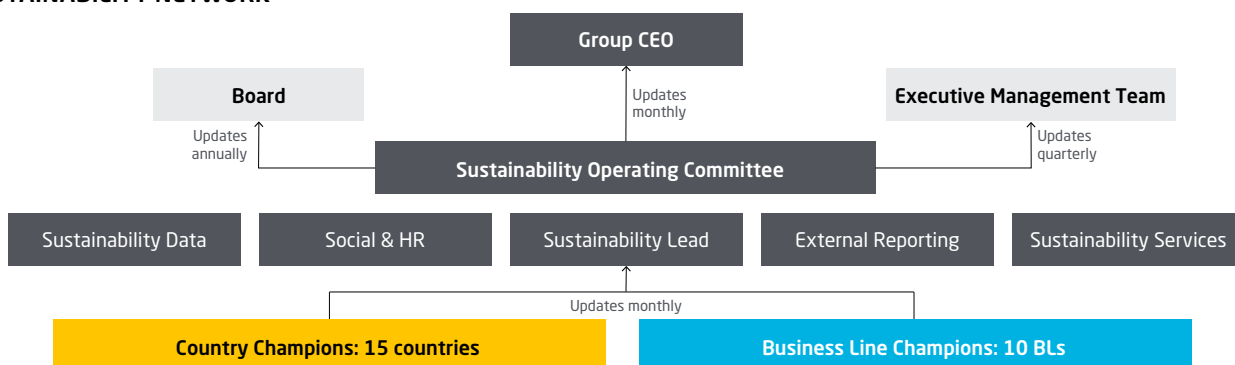 Group CEO
Board
Executive Management Team
Updates
monthly
Updates
annually
Updates
quarterly
Sustainability Operating Committee
Sustainability Data
Social & HR
Sustainability Lead
External Reporting
Sustainability Services
Updates monthly
Country Champions: 15 countries
Business Line Champions: 10 BLs